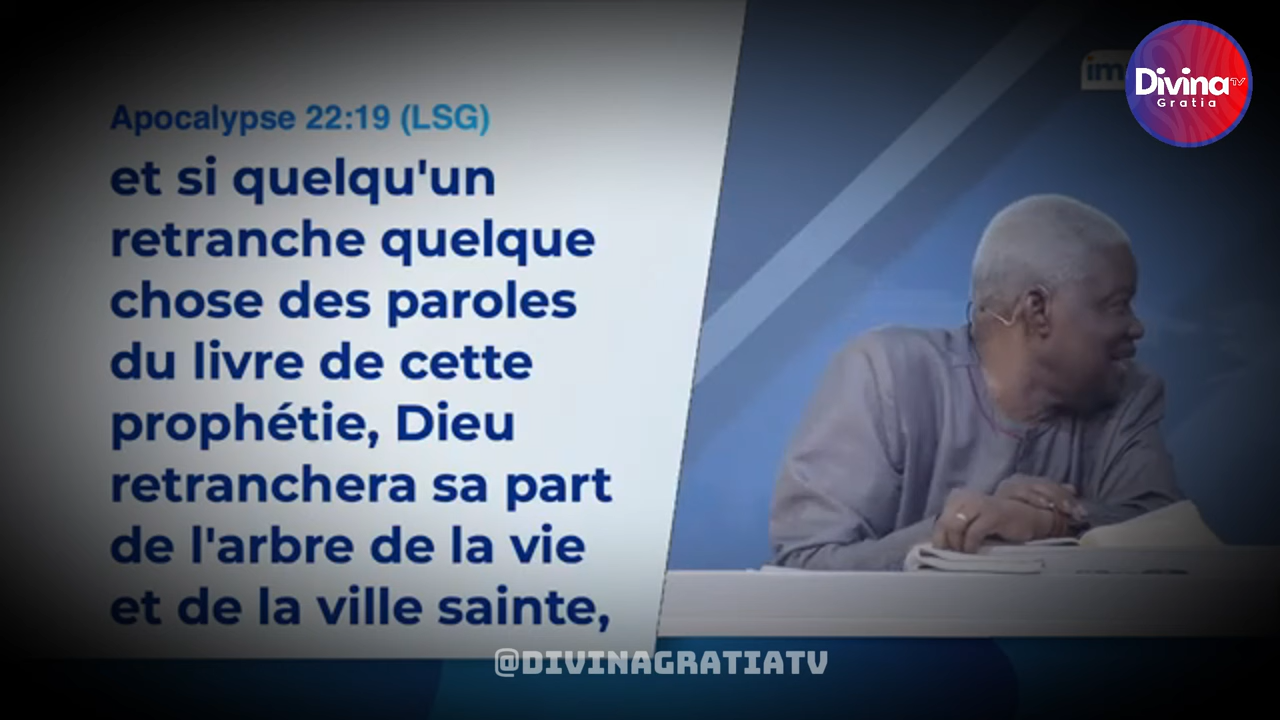 Apocalypse 22:19 (LSG)
et si quelqu'un
retranche quelque
chose des paroles
du livre de cette
prophétie, Dieu
retranchera sa part
de l'arbre de la vie
et de la ville sainte,
Divina TV
Gratia
@DIVINAGRATIATV